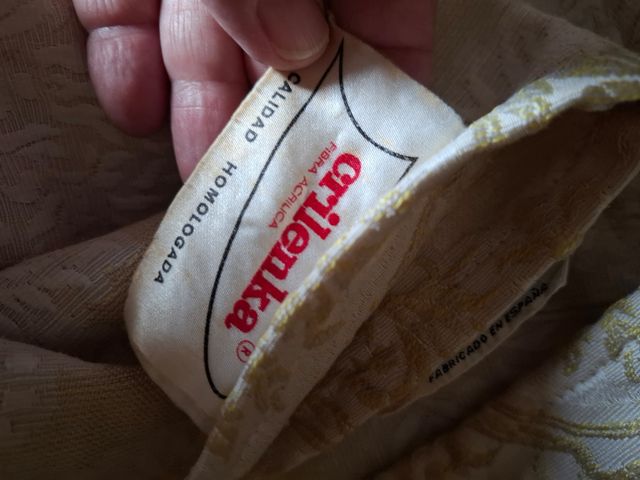 CALIDAD HOMOLOGADA
crilenka ®
FIBRA ACRILICA
FABRICADO EN ESPAÑA